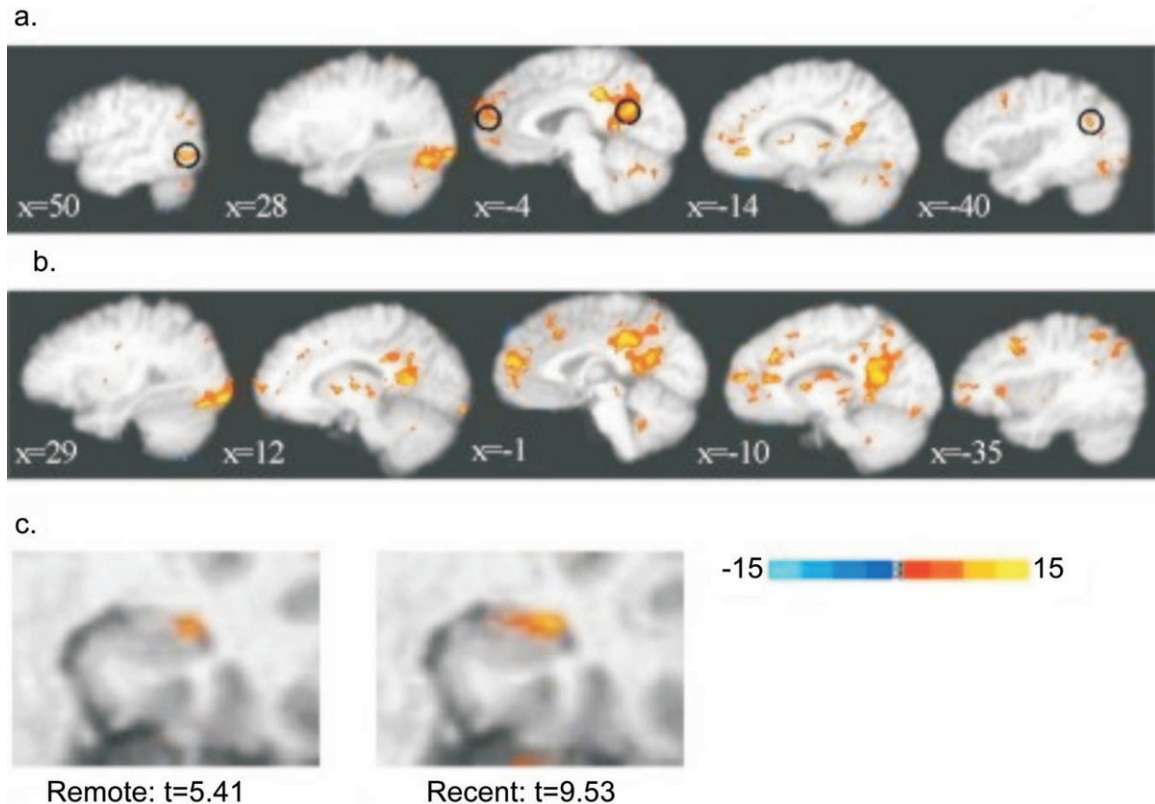 a.
x=50 x=28 x=-4 x=-14 x=-40
b.
x=29 x=12 x=-1 x=-10 x=-35
c.
-15 15
Remote: t=5.41 Recent: t=9.53